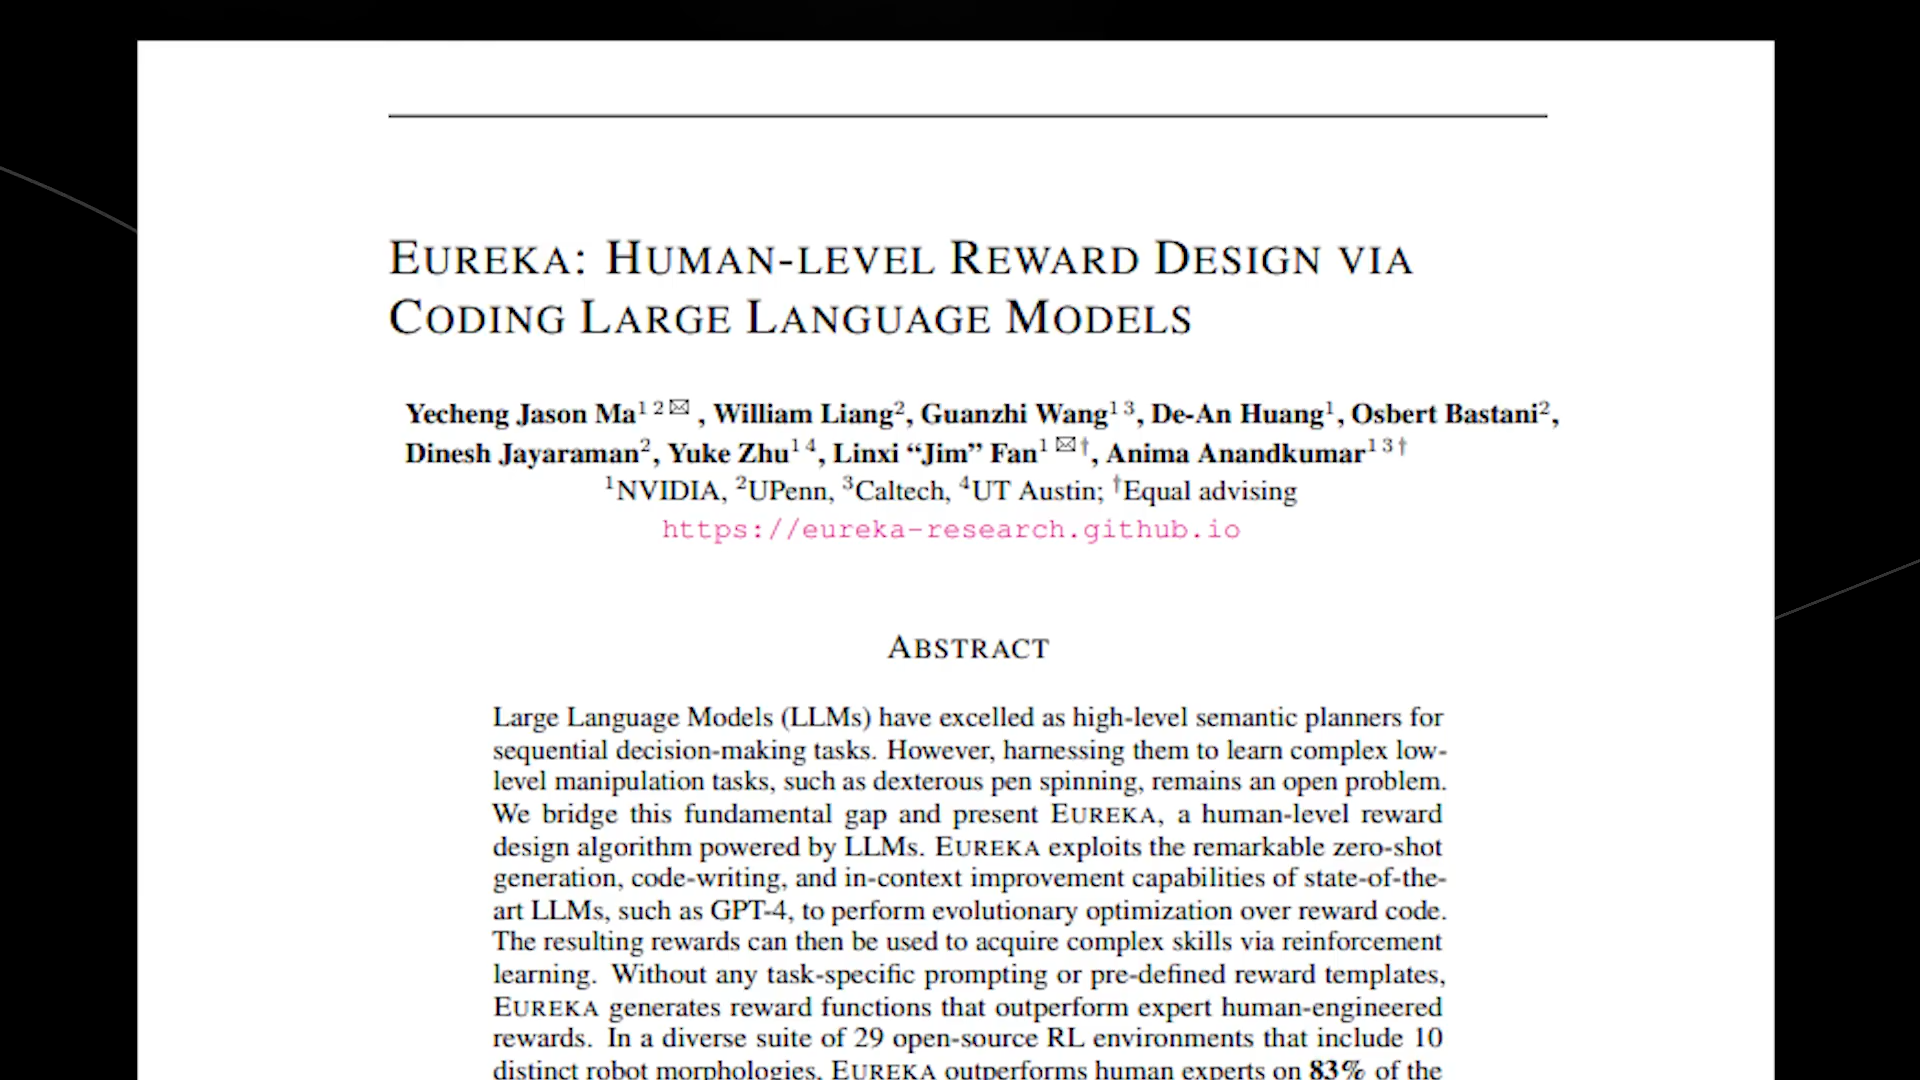 EUREKA: HUMAN-LEVEL REWARD DESIGN VIA
CODING LARGE LANGUAGE MODELS
Yecheng Jason Ma¹ ² ✉ , William Liang², Guanzhi Wang¹ ³, De-An Huang¹, Osbert Bastani²,
Dinesh Jayaraman², Yuke Zhu¹ ⁴, Linxi “Jim” Fan¹ ✉ †, Anima Anandkumar¹ ³ †
¹NVIDIA, ²UPenn, ³Caltech, ⁴UT Austin; †Equal advising
https://eureka-research.github.io
ABSTRACT
Large Language Models (LLMs) have excelled as high-level semantic planners for
sequential decision-making tasks. However, harnessing them to learn complex low-
level manipulation tasks, such as dexterous pen spinning, remains an open problem.
We bridge this fundamental gap and present EUREKA, a human-level reward
design algorithm powered by LLMs. EUREKA exploits the remarkable zero-shot
generation, code-writing, and in-context improvement capabilities of state-of-the-
art LLMs, such as GPT-4, to perform evolutionary optimization over reward code.
The resulting rewards can then be used to acquire complex skills via reinforcement
learning. Without any task-specific prompting or pre-defined reward templates,
EUREKA generates reward functions that outperform expert human-engineered
rewards. In a diverse suite of 29 open-source RL environments that include 10
distinct robot morphologies, EUREKA outperforms human experts on 83% of the